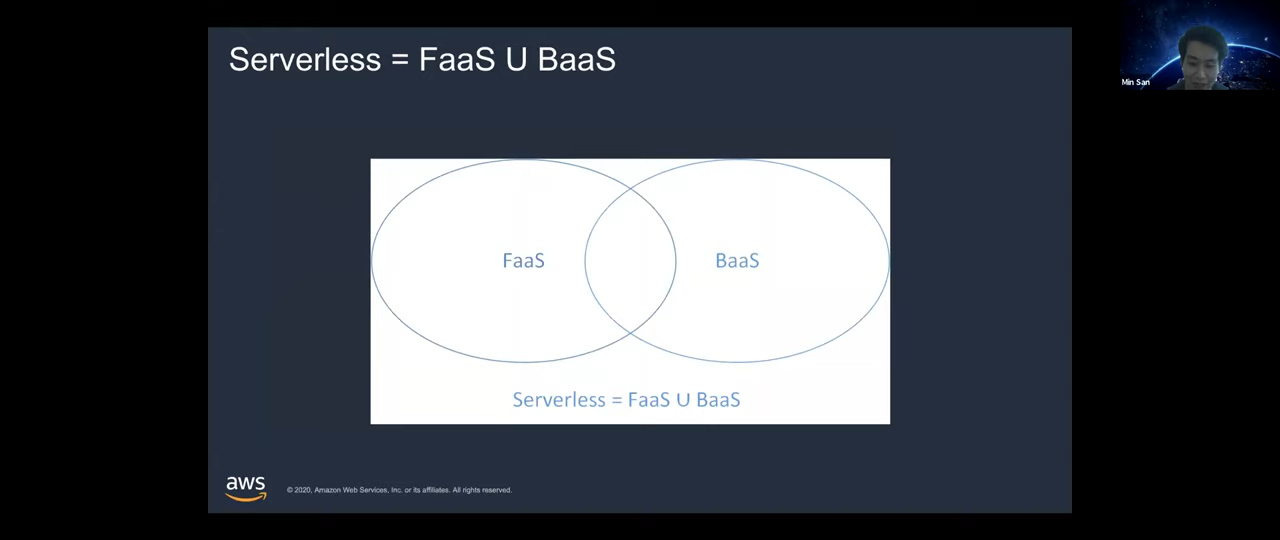 Serverless = FaaS U BaaS
Min San
FaaS
BaaS
Serverless = FaaS ∪ BaaS
aws
© 2020, Amazon Web Services, Inc. or its affiliates. All rights reserved.